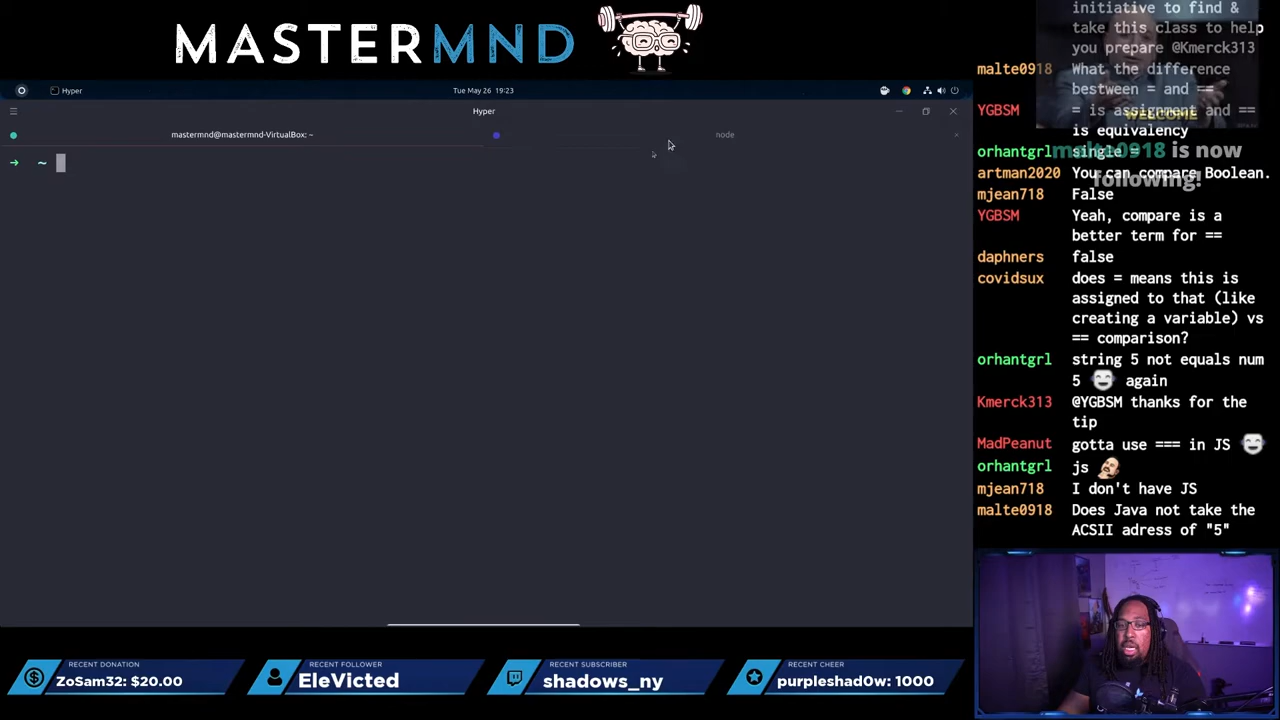 MASTERMND
Hyper
Tue May 26 19:23
Hyper
mastermnd@mastermnd-VirtualBox: ~
node
→ ~
initiative to find &
take this class to help
you prepare @Kmerck313
malte0918 What the difference
bestween = and ==
YGBSM = is assignment and ==
is equivalency
WELCOME
orhantgrl single =
malte0918 is now
following!
artman2020 You can compare Boolean.
mjean718 False
YGBSM Yeah, compare is a
better term for ==
daphners false
covidsux does = means this is
assigned to that (like
creating a variable) vs
== comparison?
orhantgrl string 5 not equals num
5 again
Kmerck313 @YGBSM thanks for the
tip
MadPeanut gotta use === in JS
orhantgrl js
mjean718 I don't have JS
malte0918 Does Java not take the
ACSII adress of "5"
RECENT DONATION
ZoSam32: $20.00
RECENT FOLLOWER
EleVicted
RECENT SUBSCRIBER
shadows_ny
RECENT CHEER
purpleshad0w: 1000